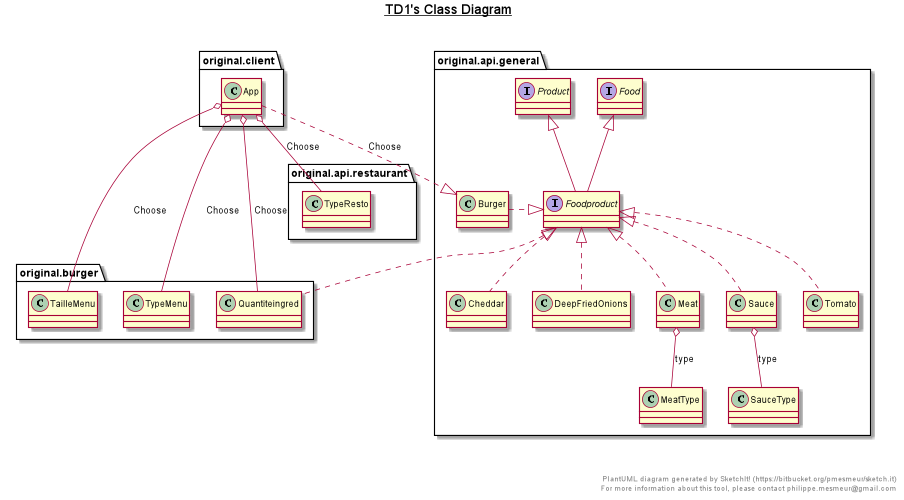 TD1's Class Diagram
original.client
original.api.general
C App
I Product
I Food
Choose
Choose
original.api.restaurant
C TypeResto
C Burger
I Foodproduct
Choose
Choose
Choose
original.burger
C TailleMenu
C TypeMenu
C Quantiteingred
C Cheddar
C DeepFriedOnions
C Meat
C Sauce
C Tomato
type
type
C MeatType
C SauceType
PlantUML diagram generated by SketchIt! (https://bitbucket.org/pmesmeur/sketch.it)
For more information about this tool, please contact philippe.mesmeur@gmail.com